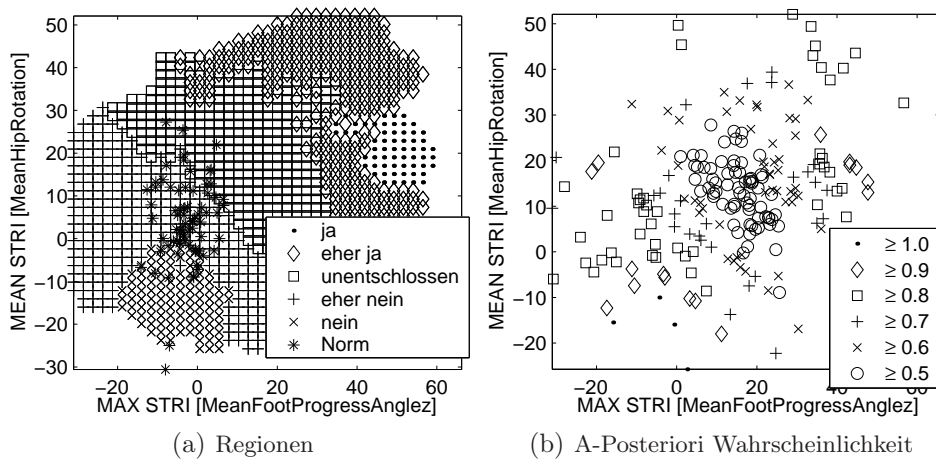 50
40
30
20
10
0
−10
−20
−30
MEAN STRI [MeanHipRotation]
−20 0 20 40 60
MAX STRI [MeanFootProgressAnglez]
ja
eher ja
unentschlossen
eher nein
nein
Norm
(a) Regionen
50
40
30
20
10
0
−10
−20
MEAN STRI [MeanHipRotation]
−20 0 20 40 60
MAX STRI [MeanFootProgressAnglez]
≥ 1.0
≥ 0.9
≥ 0.8
≥ 0.7
≥ 0.6
≥ 0.5
(b) A-Posteriori Wahrscheinlichkeit